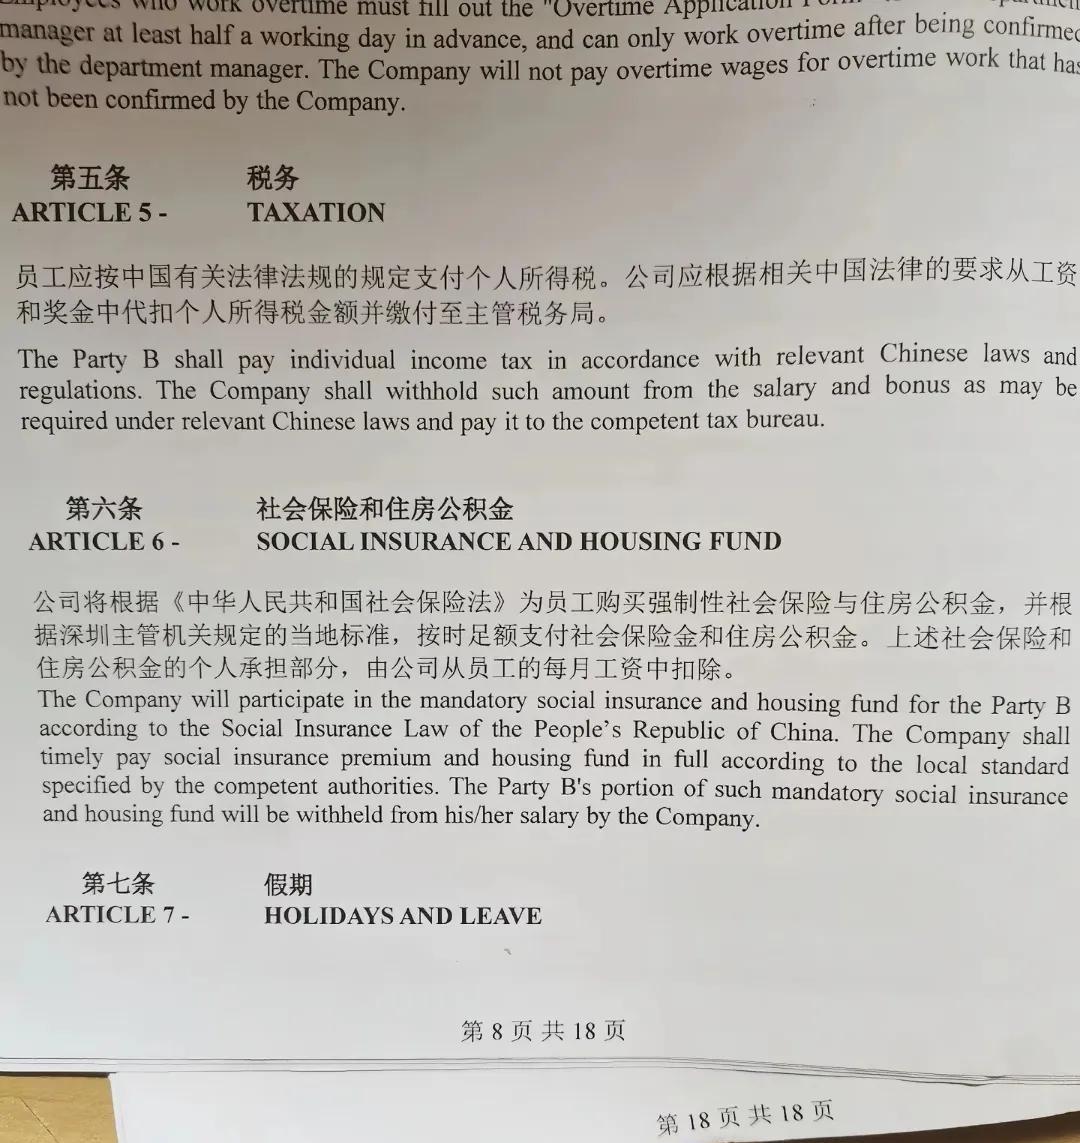 Employees who work overtime must fill out the "Overtime Application
manager at least half a working day in advance, and can only work overtime after being confirmed
by the department manager. The Company will not pay overtime wages for overtime work that has
not been confirmed by the Company.
第五条 税务
ARTICLE 5 - TAXATION
员工应按中国有关法律法规的规定支付个人所得税。公司应根据相关中国法律的要求从工资
和奖金中代扣个人所得税金额并缴付至主管税务局。
The Party B shall pay individual income tax in accordance with relevant Chinese laws and
regulations. The Company shall withhold such amount from the salary and bonus as may be
required under relevant Chinese laws and pay it to the competent tax bureau.
第六条 社会保险和住房公积金
ARTICLE 6 - SOCIAL INSURANCE AND HOUSING FUND
公司将根据《中华人民共和国社会保险法》为员工购买强制性社会保险与住房公积金，并根
据深圳主管机关规定的当地标准，按时足额支付社会保险金和住房公积金。上述社会保险和
住房公积金的个人承担部分，由公司从员工的每月工资中扣除。
The Company will participate in the mandatory social insurance and housing fund for the Party B
according to the Social Insurance Law of the People's Republic of China. The Company shall
timely pay social insurance premium and housing fund in full according to the local standard
specified by the competent authorities. The Party B's portion of such mandatory social insurance
and housing fund will be withheld from his/her salary by the Company.
第七条 假期
ARTICLE 7 - HOLIDAYS AND LEAVE
第 8 页 共 18 页
第 18 页 共 18 页